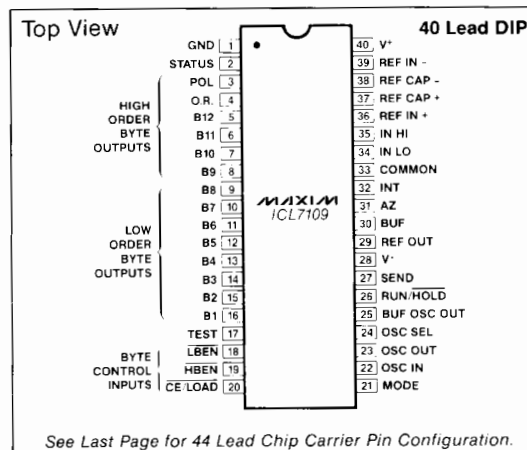 Top View
40 Lead DIP
GND 1
STATUS 2
POL 3
O.R. 4
B12 5
B11 6
B10 7
B9 8
B8 9
B7 10
B6 11
B5 12
B4 13
B3 14
B2 15
B1 16
TEST 17
LBEN 18
HBEN 19
CE/LOAD 20
HIGH
ORDER
BYTE
OUTPUTS
LOW
ORDER
BYTE
OUTPUTS
BYTE
CONTROL
INPUTS
MAXIM
ICL7109
40 V+
39 REF IN -
38 REF CAP -
37 REF CAP +
36 REF IN +
35 IN HI
34 IN LO
33 COMMON
32 INT
31 AZ
30 BUF
29 REF OUT
28 V-
27 SEND
26 RUN/HOLD
25 BUF OSC OUT
24 OSC SEL
23 OSC OUT
22 OSC IN
21 MODE
See Last Page for 44 Lead Chip Carrier Pin Configuration.